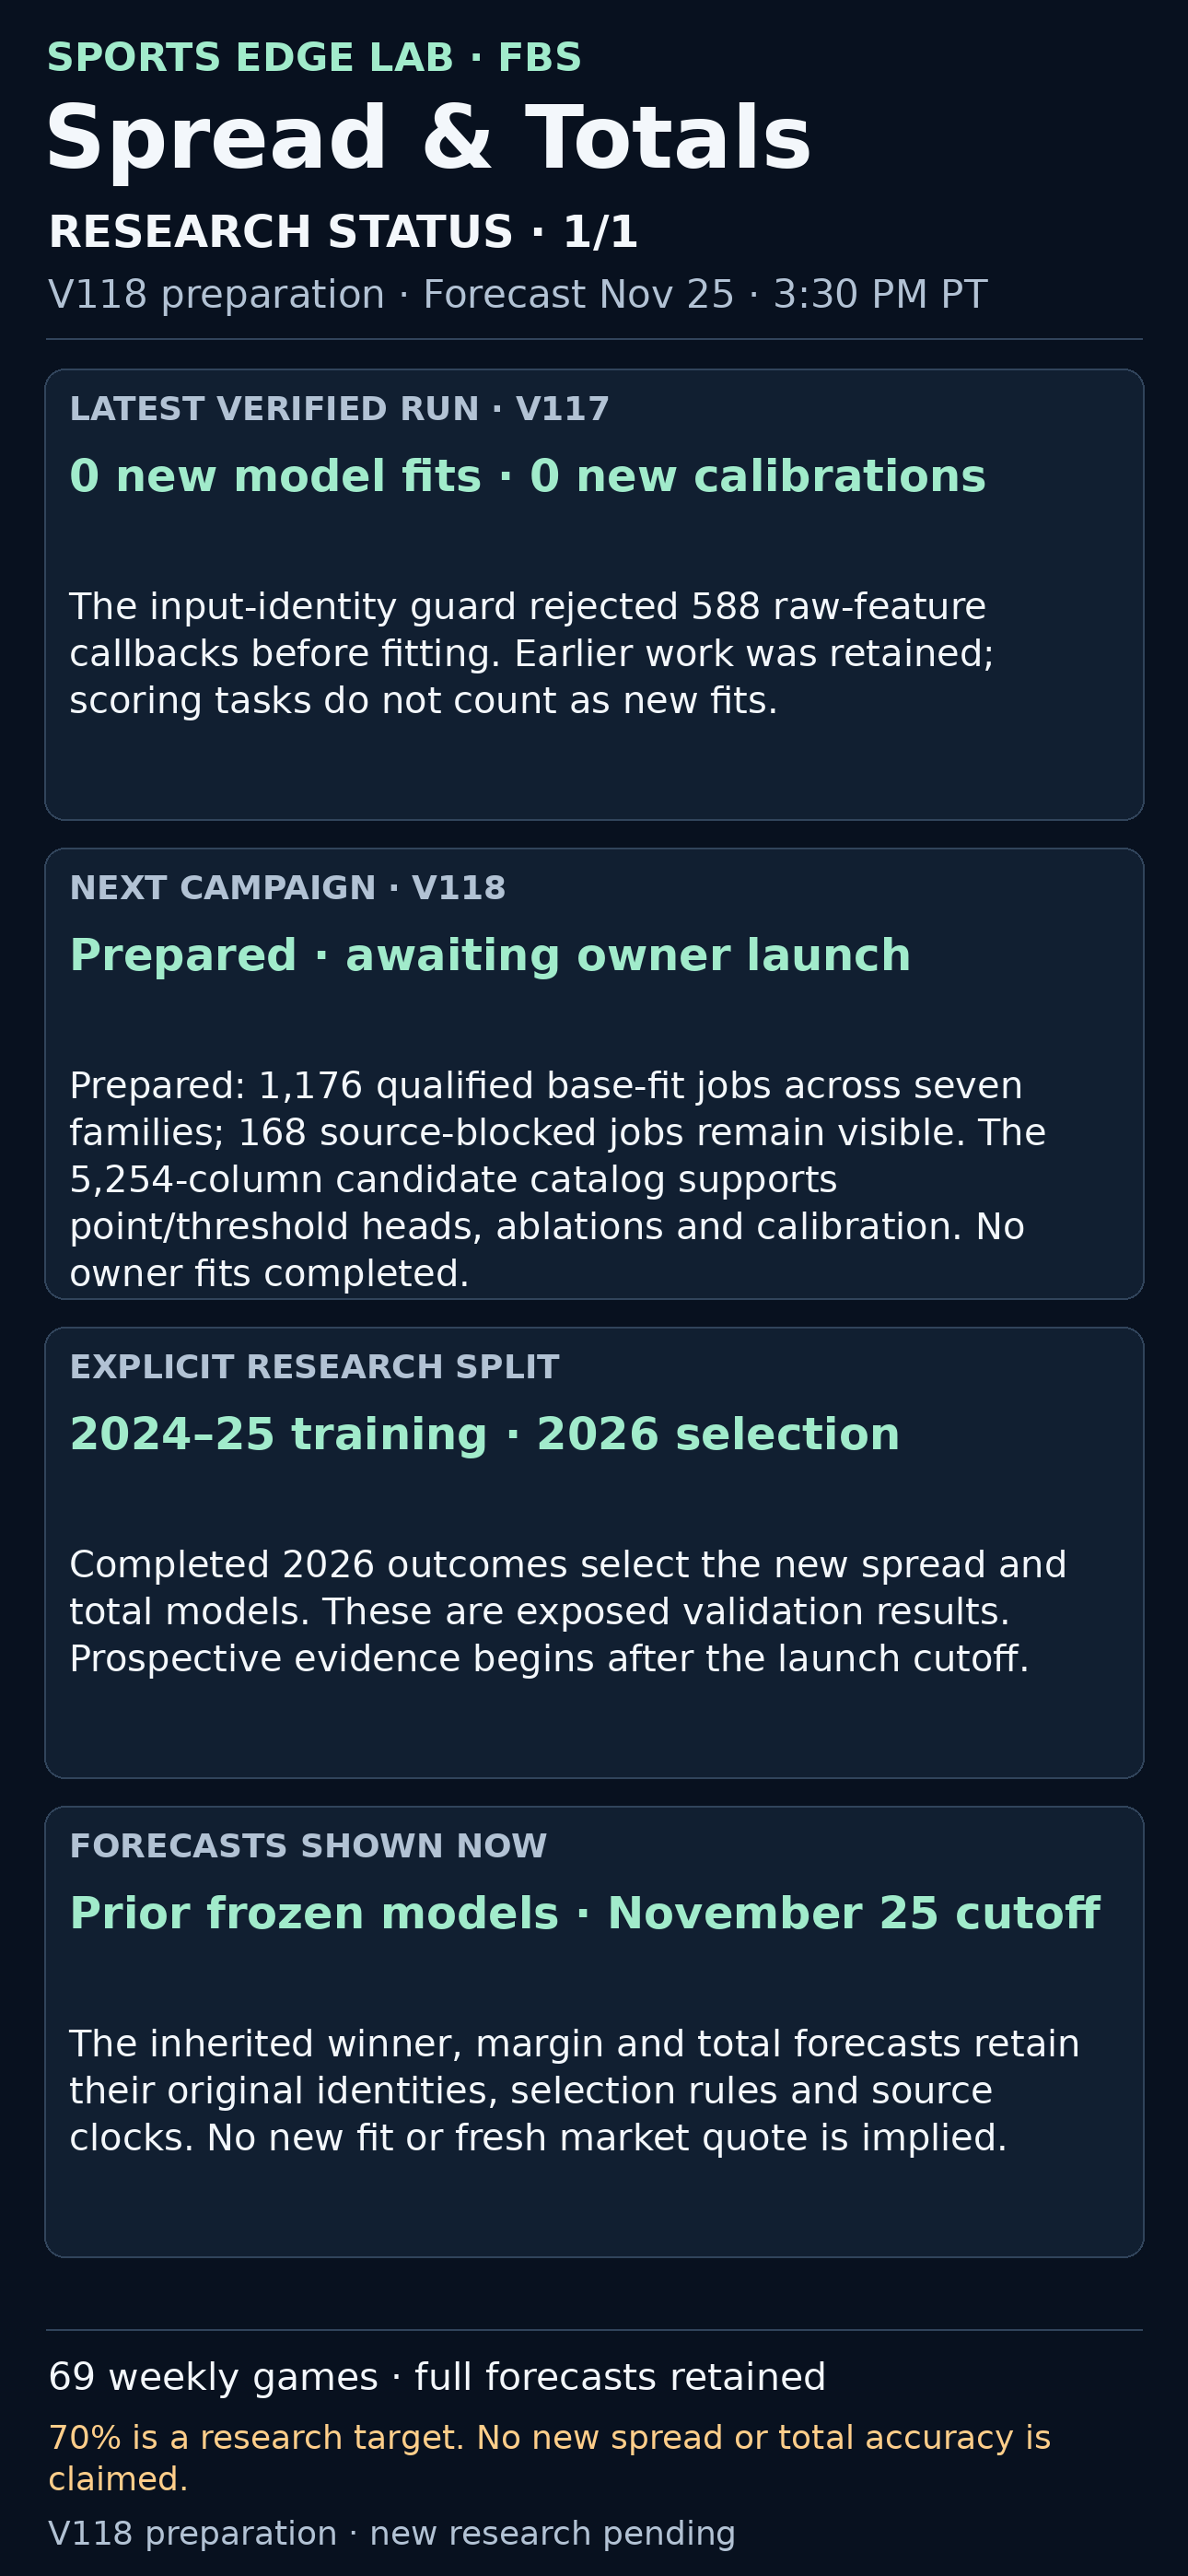 SPORTS EDGE LAB · FBS
Spread & Totals
RESEARCH STATUS · 1/1
V118 preparation · Forecast Nov 25 · 3:30 PM PT
LATEST VERIFIED RUN · V117
0 new model fits · 0 new calibrations
The input-identity guard rejected 588 raw-feature
callbacks before fitting. Earlier work was retained;
scoring tasks do not count as new fits.
NEXT CAMPAIGN · V118
Prepared · awaiting owner launch
Prepared: 1,176 qualified base-fit jobs across seven
families; 168 source-blocked jobs remain visible. The
5,254-column candidate catalog supports
point/threshold heads, ablations and calibration. No
owner fits completed.
EXPLICIT RESEARCH SPLIT
2024–25 training · 2026 selection
Completed 2026 outcomes select the new spread and
total models. These are exposed validation results.
Prospective evidence begins after the launch cutoff.
FORECASTS SHOWN NOW
Prior frozen models · November 25 cutoff
The inherited winner, margin and total forecasts retain
their original identities, selection rules and source
clocks. No new fit or fresh market quote is implied.
69 weekly games · full forecasts retained
70% is a research target. No new spread or total accuracy is
claimed.
V118 preparation · new research pending